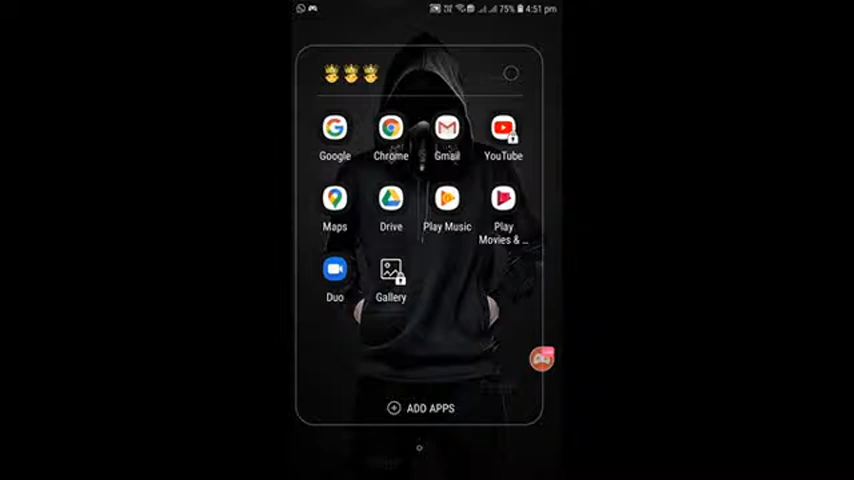 75% 4:51 pm
Google Chrome Gmail YouTube
Maps Drive Play Music Play
Movies & ...
Duo Gallery
ADD APPS